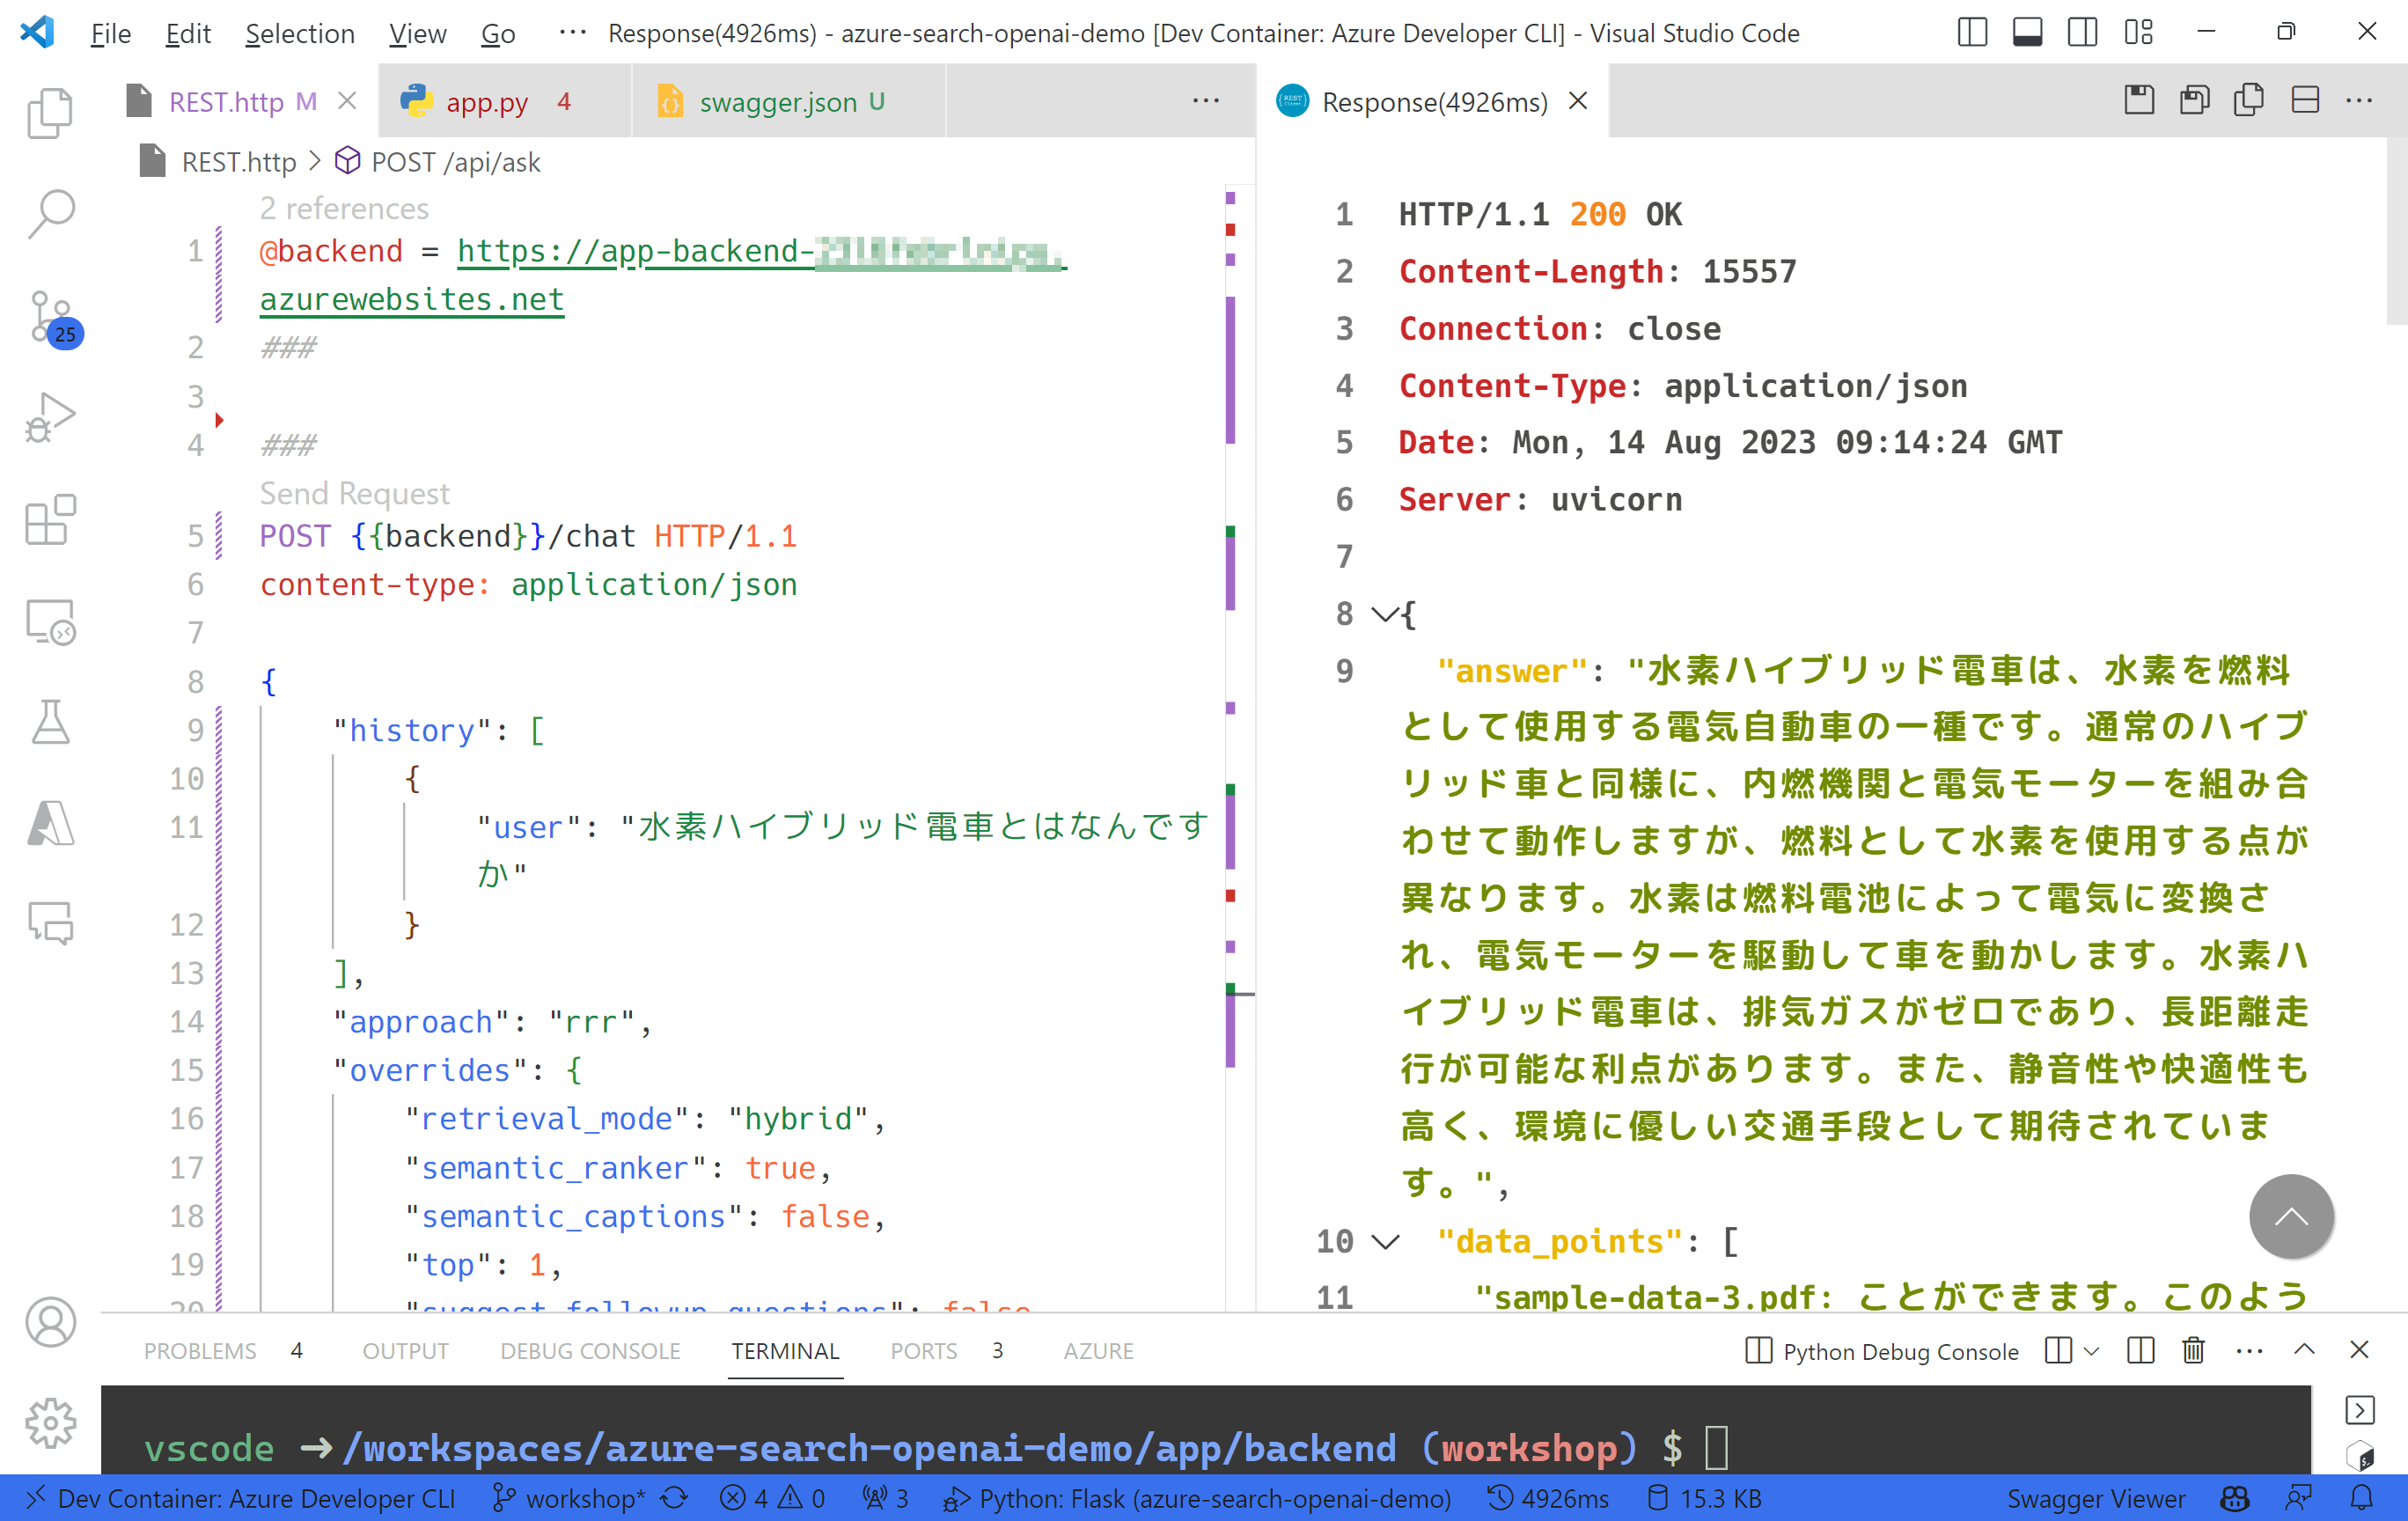 File Edit Selection View Go ··· Response(4926ms) - azure-search-openai-demo [Dev Container: Azure Developer CLI] - Visual Studio Code
REST.http M
app.py 4
swagger.json U
REST.http > POST /api/ask
2 references
1 @backend = https://app-backend-
azurewebsites.net
2 ###
3
4 ###
Send Request
5 POST {{backend}}/chat HTTP/1.1
6 content-type: application/json
7
8 {
9 "history": [
10 {
11 "user": "水素ハイブリッド電車とはなんです
か"
12 }
13 ],
14 "approach": "rrr",
15 "overrides": {
16 "retrieval_mode": "hybrid",
17 "semantic_ranker": true,
18 "semantic_captions": false,
19 "top": 1,
20 "suggest_followup_questions": false
Response(4926ms)
1 HTTP/1.1 200 OK
2 Content-Length: 15557
3 Connection: close
4 Content-Type: application/json
5 Date: Mon, 14 Aug 2023 09:14:24 GMT
6 Server: uvicorn
7
8 {
9 "answer": "水素ハイブリッド電車は、水素を燃料
として使用する電気自動車の一種です。通常のハイブ
リッド車と同様に、内燃機関と電気モーターを組み合
わせて動作しますが、燃料として水素を使用する点が
異なります。水素は燃料電池によって電気に変換さ
れ、電気モーターを駆動して車を動かします。水素ハ
イブリッド電車は、排気ガスがゼロであり、長距離走
行が可能な利点があります。また、静音性や快適性も
高く、環境に優しい交通手段として期待されていま
す。",
10 "data_points": [
11 "sample-data-3.pdf: ことができます。このよう
25
PROBLEMS 4 OUTPUT DEBUG CONSOLE TERMINAL PORTS 3 AZURE
Python Debug Console
vscode ➜ /workspaces/azure-search-openai-demo/app/backend (workshop) $
Dev Container: Azure Developer CLI workshop* 4 0 3 Python: Flask (azure-search-openai-demo) 4926ms 15.3 KB Swagger Viewer